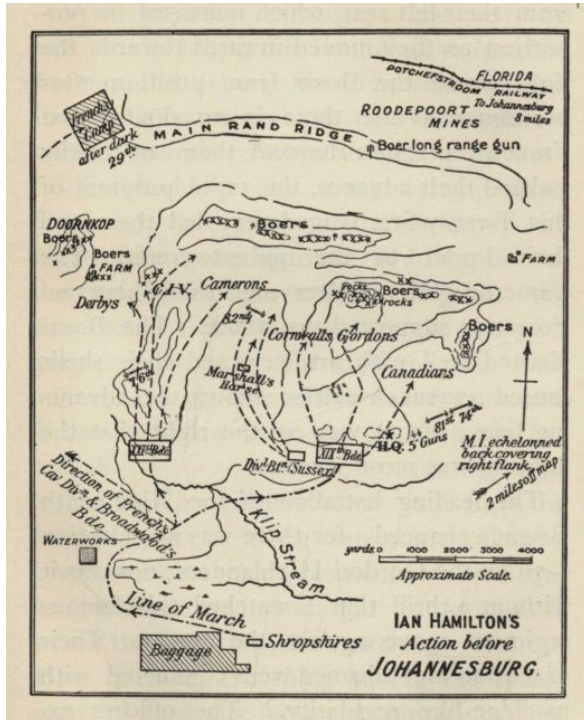 FLORIDA
POTCHEFSTROOM RAILWAY
To Johannesburg
8 miles
ROODEPOORT
MINES
French's
Camp
after dark
29th
MAIN RAND RIDGE
Boer long range gun
DOORNKOP
Boers
Boers
FARM
Boers
FARM
Derbys
C.I.V.
Camerons
82nd
rocks
Boers
rocks
Boers
Cornwalls
Gordons
Marshall's
Horse
Canadians
N
76th
81st 74th
H.Q. 5" Guns
XXIst Bde.
Divl. Btn. (Sussex)
XIXth Bde
M.I. echelonned
back covering
right flank
2 miles off map
Direction of French's
Cav. Divn & Broadwood's
Bde.
WATERWORKS
Klip Stream
yards 0 1000 2000 3000 4000
Approximate Scale
Line of March
Shropshires
Baggage
IAN HAMILTON'S
Action before
JOHANNESBURG.